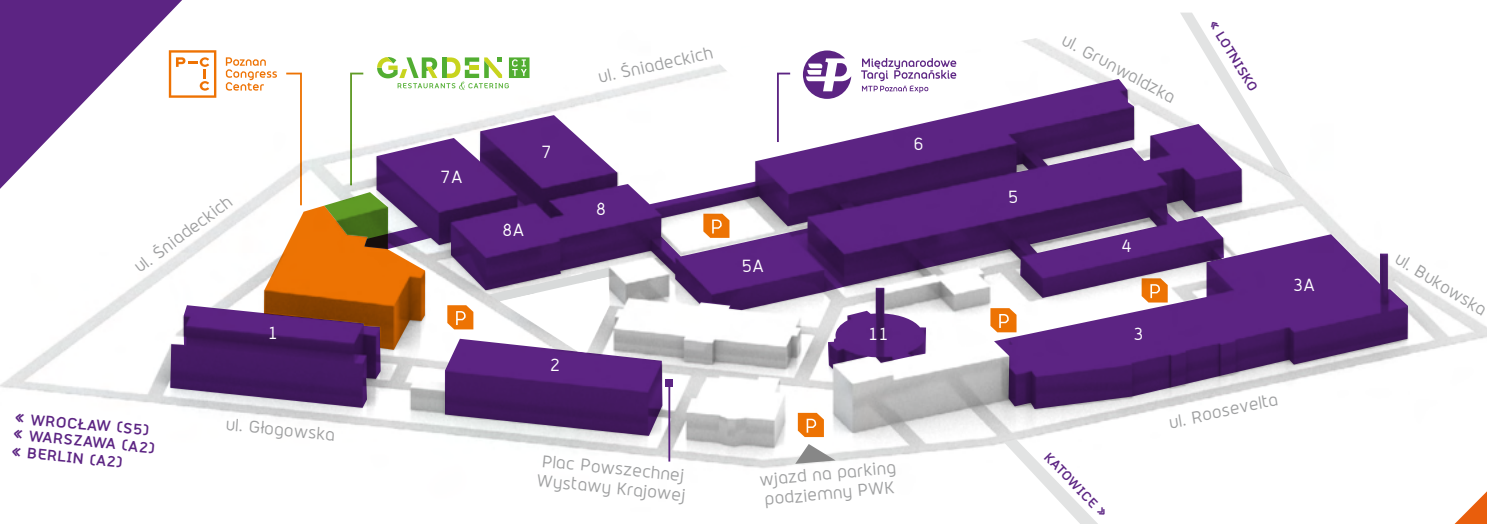 P–C
I
C
Poznan
Congress
Center
GARDEN CI
TY
RESTAURANTS & CATERING
ul. Śniadeckich
Międzynarodowe
Targi Poznańskie
MTP Poznań Expo
ul. Grunwaldzka
« LOTNISKO
7
7A
6
8
8A
5
P
5A
4
ul. Śniadeckich
ul. Bukowska
3A
P
P
P
1
11
3
2
« WROCŁAW (S5)
« WARSZAWA (A2)
« BERLIN (A2)
ul. Głogowska
Plac Powszechnej
Wystawy Krajowej
P
wjazd na parking
podziemny PWK
ul. Roosevelta
KATOWICE »